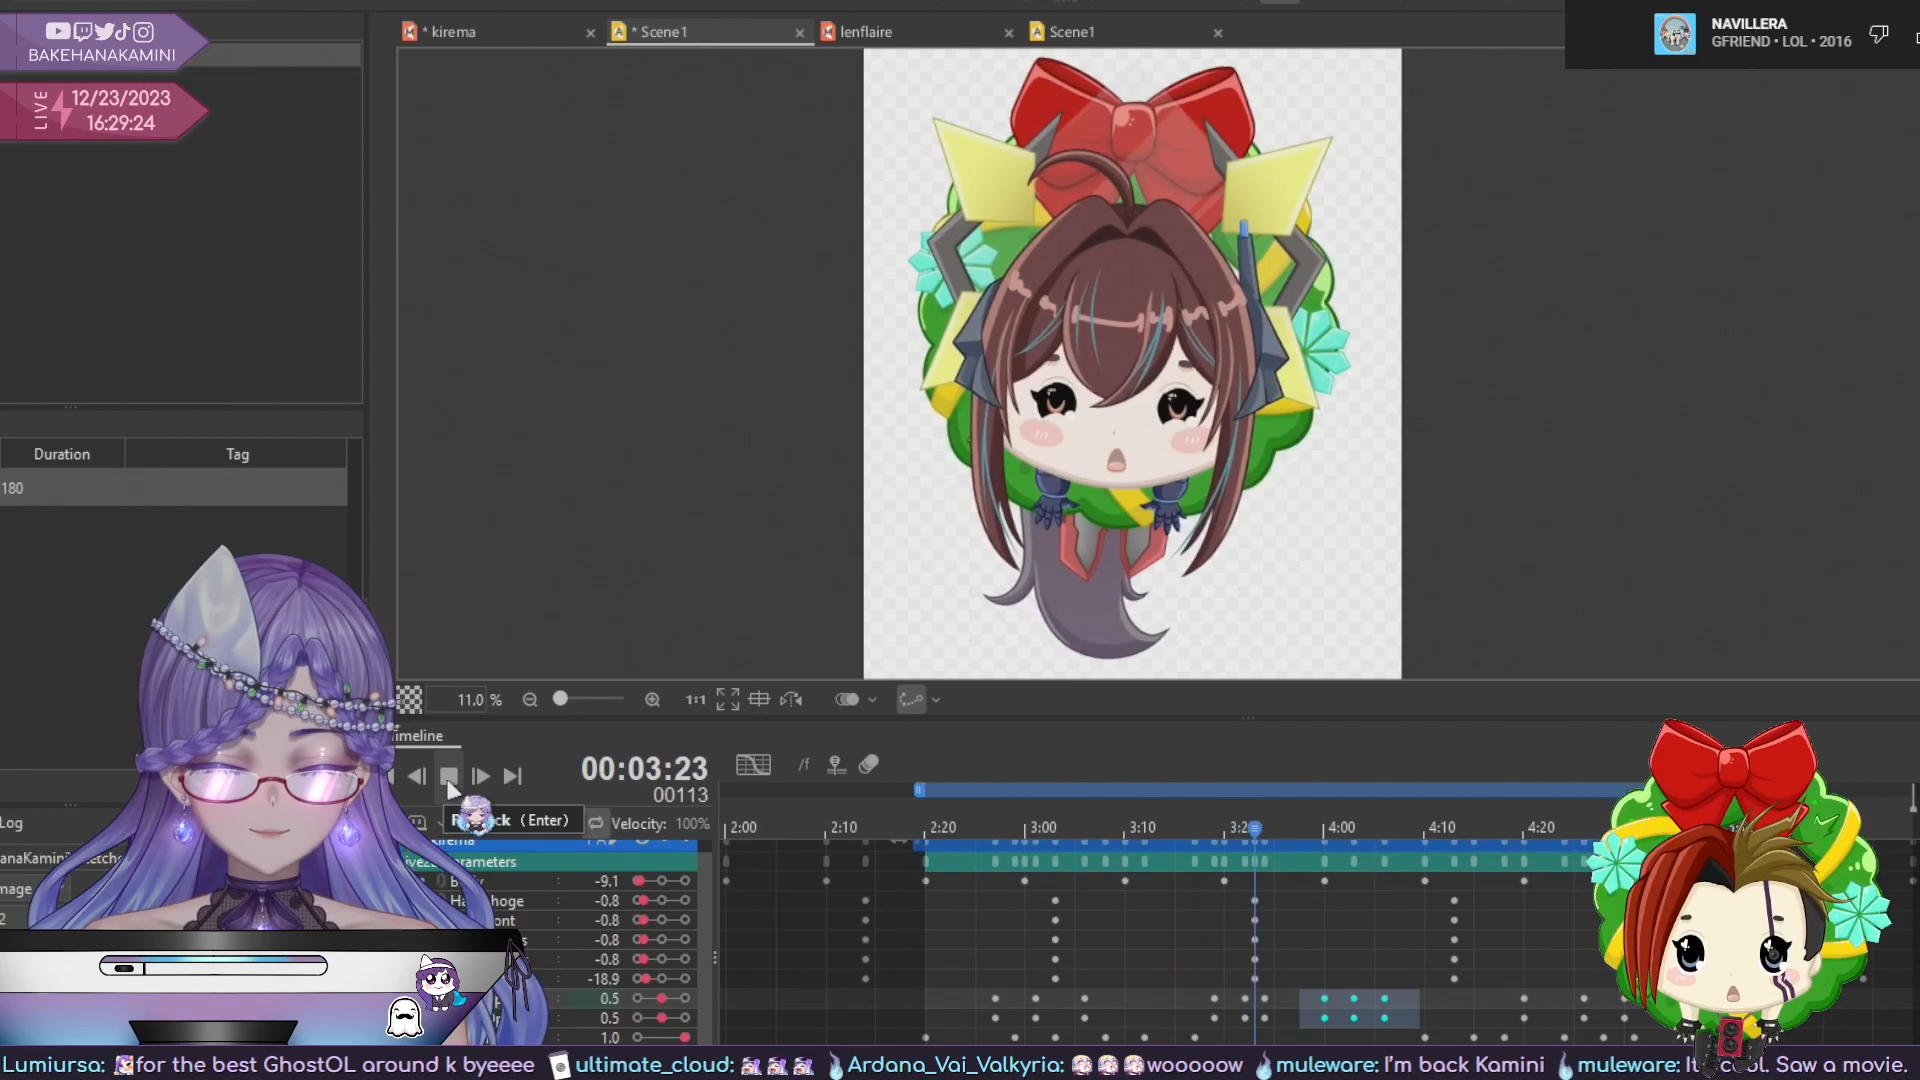 BAKEHANAKAMINI
LIVE
12/23/2023
16:29:24
* kirema
* Scene1
lenflaire
Scene1
NAVILLERA
GFRIEND • LOL • 2016
Duration
Tag
180
11.0 %
1:1
Timeline
00:03:23
00113
(Enter)
Velocity: 100%
2:00
2:10
2:20
3:00
3:10
4:00
4:10
4:20
Log
kirema
-9.1
-0.8
-0.8
-0.8
-0.8
-18.9
0.5
0.5
1.0
Lumiursa: for the best GhostOL around k byeeee
ultimate_cloud:
Ardana_Vai_Valkyria: wooooow
muleware: I'm back Kamini
muleware: It cool. Saw a movie.